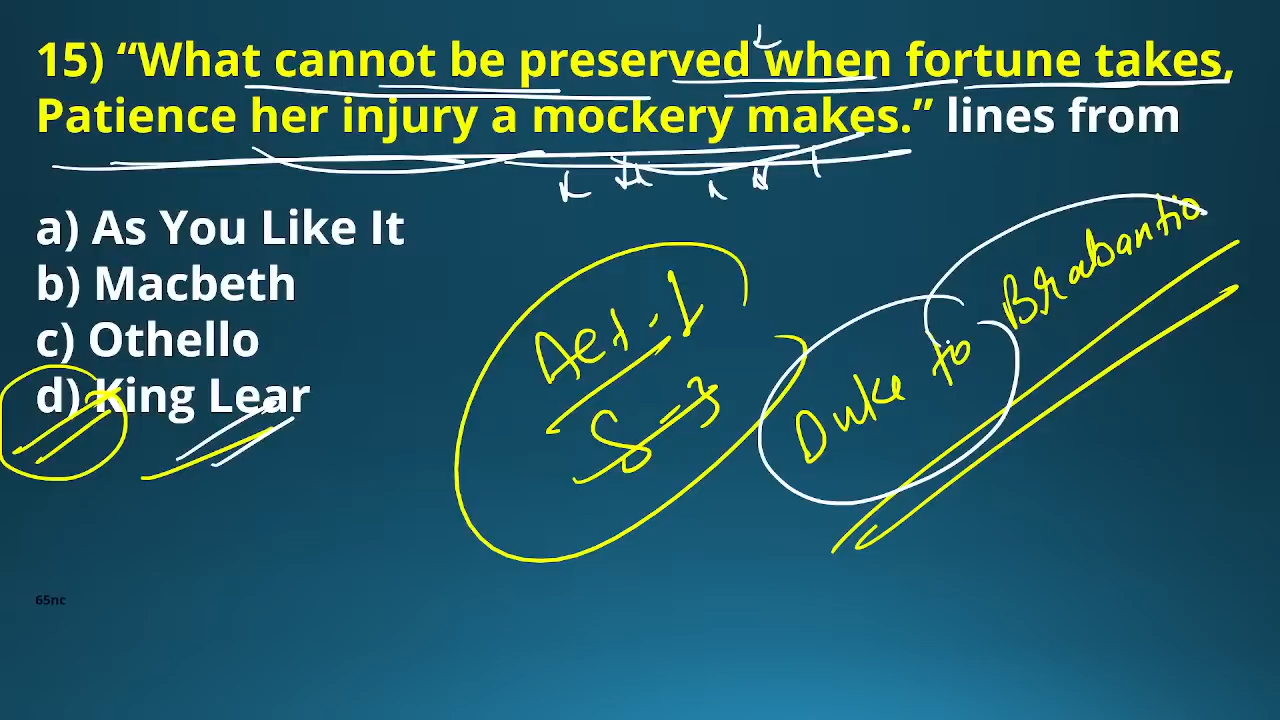 15) “What cannot be preserved when fortune takes,
Patience her injury a mockery makes.” lines from
a) As You Like It
b) Macbeth
c) Othello
d) King Lear
Act-1
S-3
Duke to Brabantio
65nc